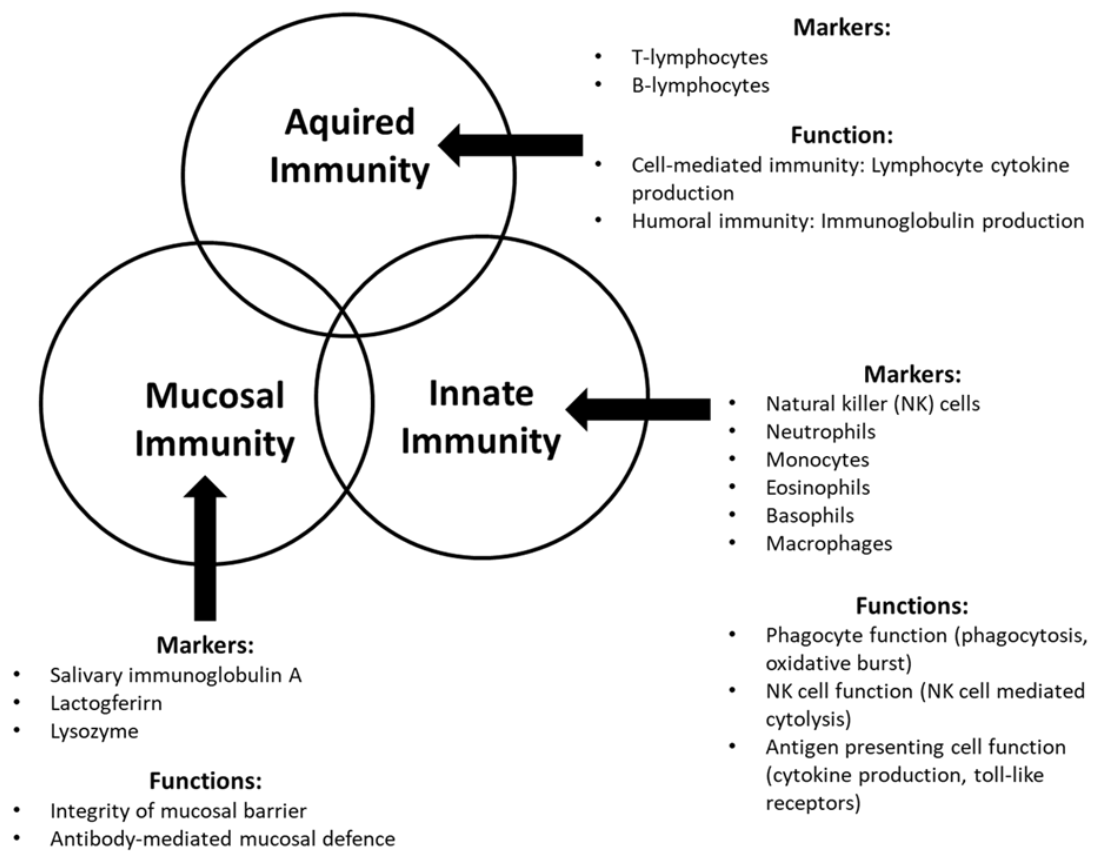 Aquired
Immunity
Markers:
• T-lymphocytes
• B-lymphocytes
Function:
• Cell-mediated immunity: Lymphocyte cytokine
production
• Humoral immunity: Immunoglobulin production
Mucosal
Immunity
Innate
Immunity
Markers:
• Natural killer (NK) cells
• Neutrophils
• Monocytes
• Eosinophils
• Basophils
• Macrophages
Functions:
• Phagocyte function (phagocytosis,
oxidative burst)
• NK cell function (NK cell mediated
cytolysis)
• Antigen presenting cell function
(cytokine production, toll-like
receptors)
Markers:
• Salivary immunoglobulin A
• Lactogferirn
• Lysozyme
Functions:
• Integrity of mucosal barrier
• Antibody-mediated mucosal defence